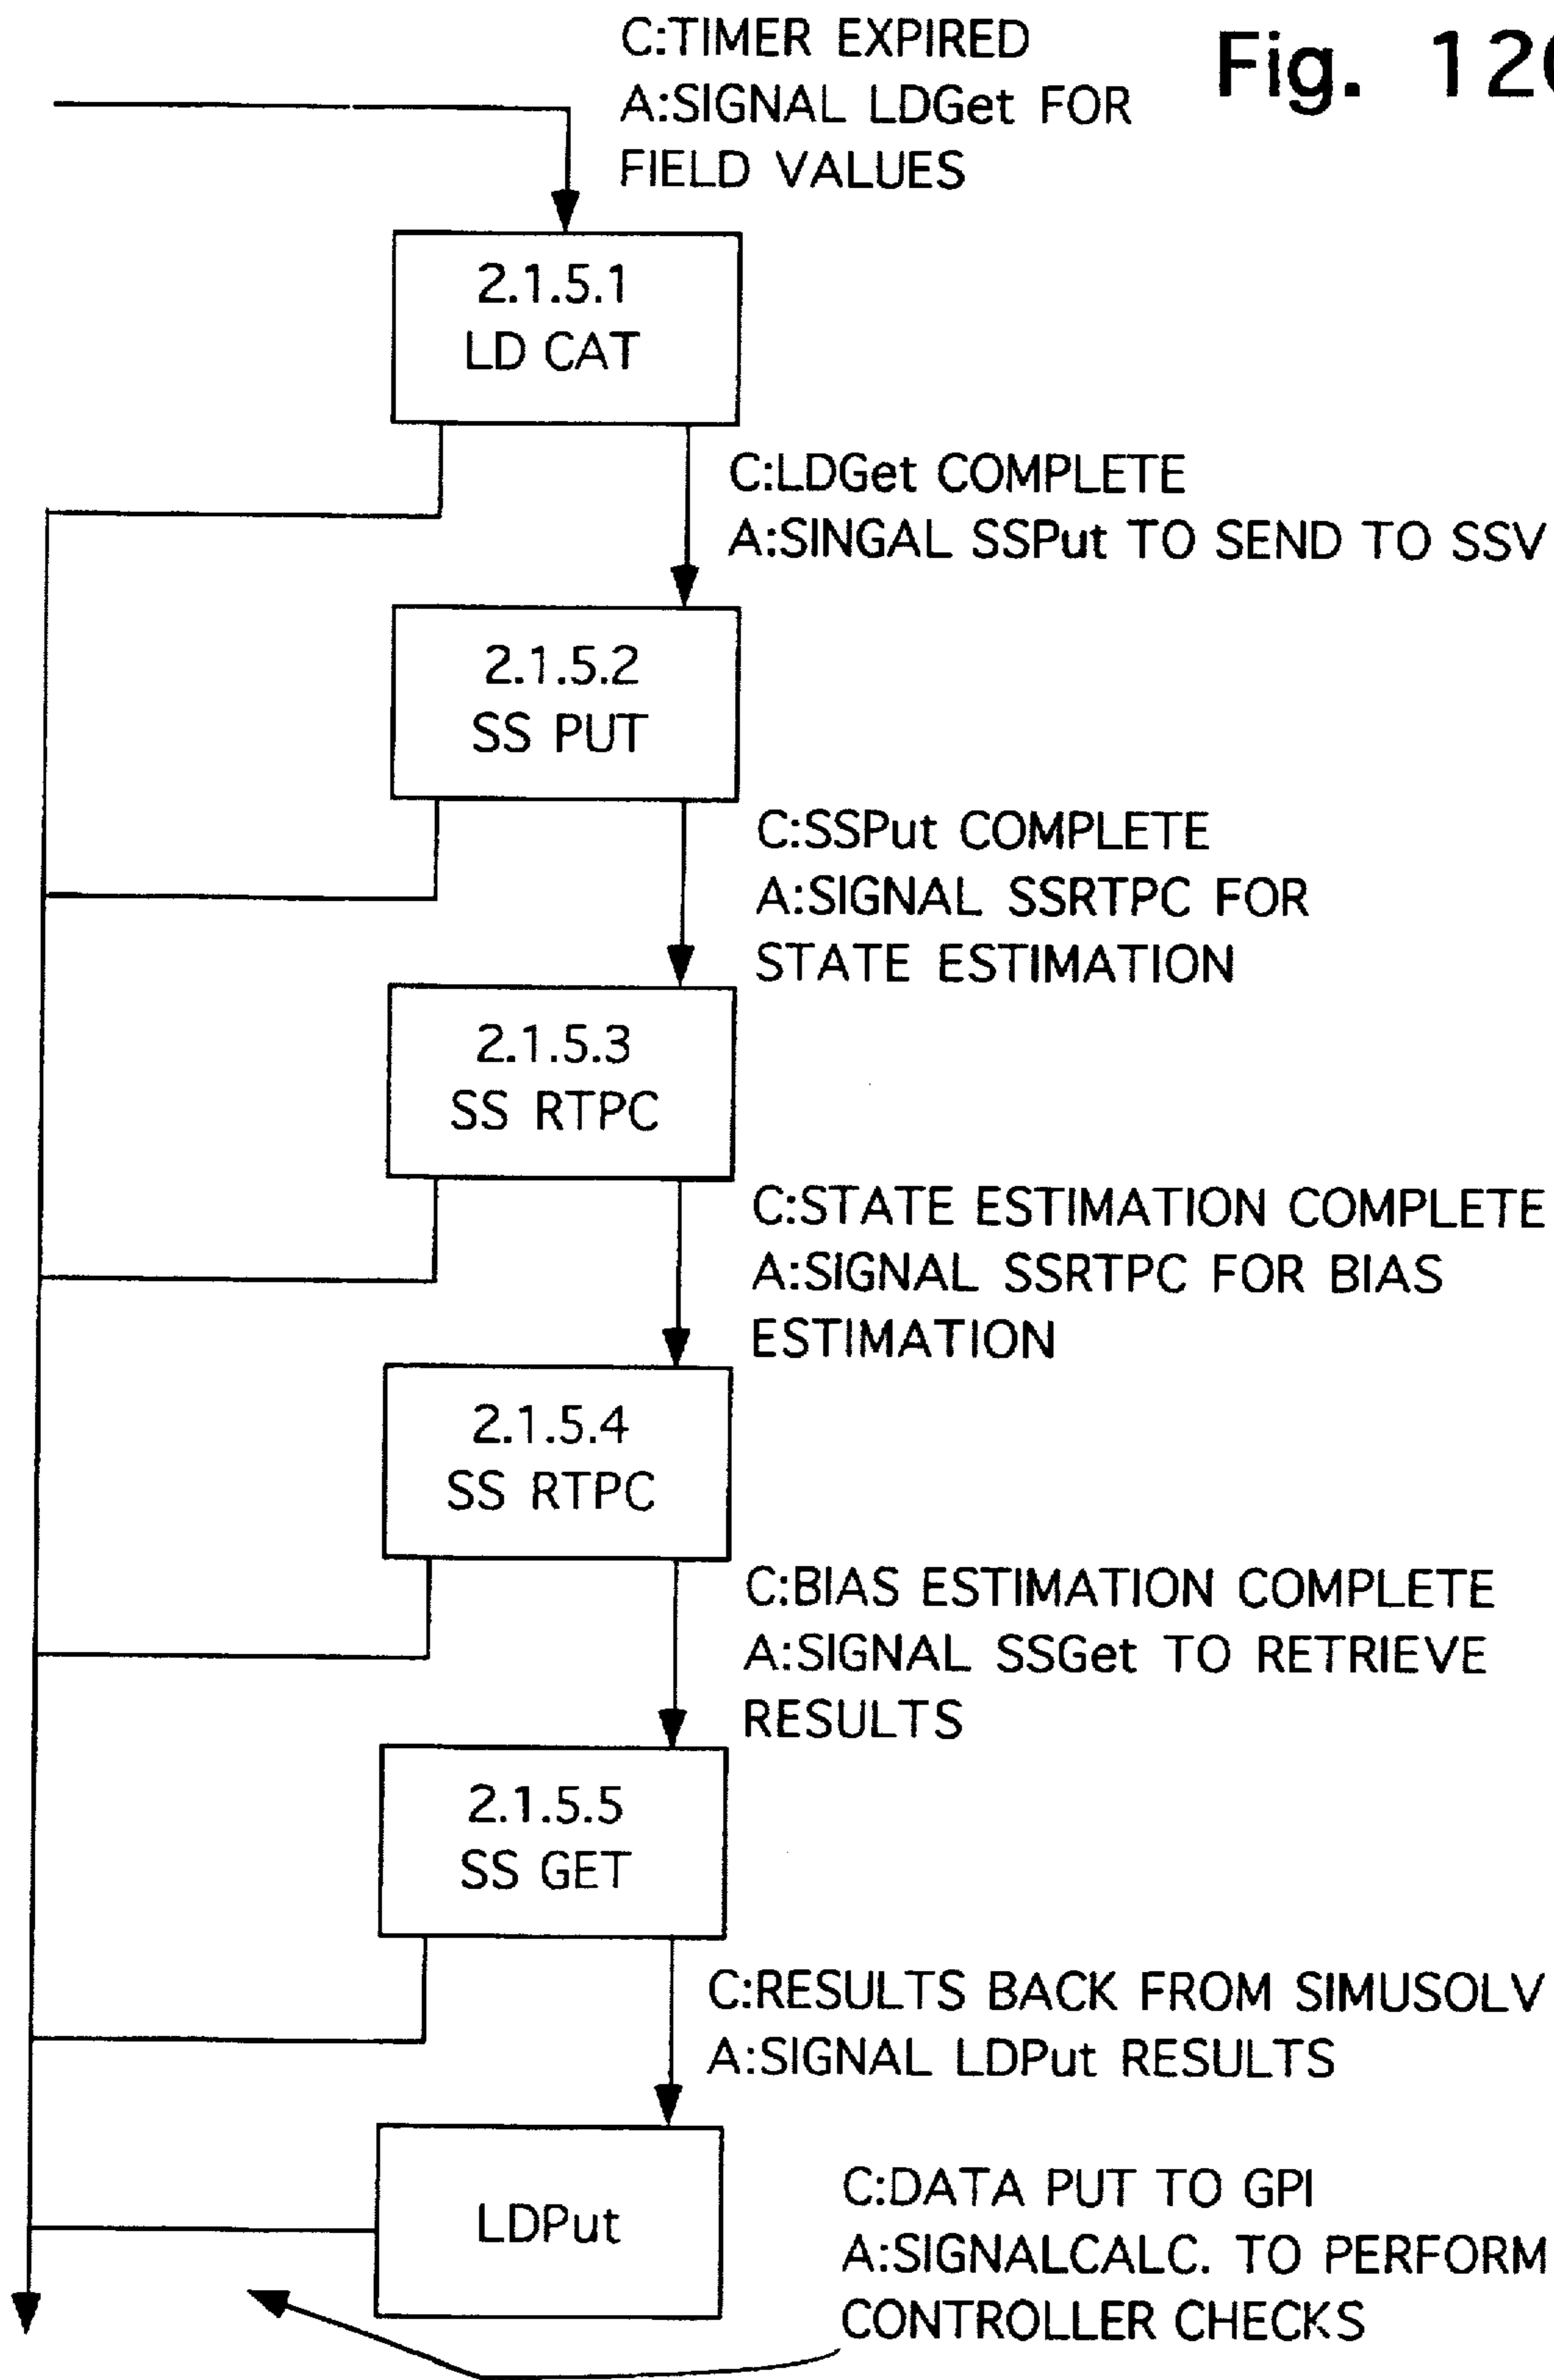 C:TIMER EXPIRED
A:SIGNAL LDGet FOR
FIELD VALUES
Fig.
2.1.5.1
LD CAT
C:LDGet COMPLETE
A:SINGAL SSPut TO SEND TO SSV
2.1.5.2
SS PUT
C:SSPut COMPLETE
A:SIGNAL SSRTPC FOR
STATE ESTIMATION
2.1.5.3
SS RTPC
C:STATE ESTIMATION COMPLETE
A:SIGNAL SSRTPC FOR BIAS
ESTIMATION
2.1.5.4
SS RTPC
C:BIAS ESTIMATION COMPLETE
A:SIGNAL SSGet TO RETRIEVE
RESULTS
2.1.5.5
SS GET
C:RESULTS BACK FROM SIMUSOLV
A:SIGNAL LDPut RESULTS
LDPut
C:DATA PUT TO GPI
A:SIGNALCALC. TO PERFORM
CONTROLLER CHECKS